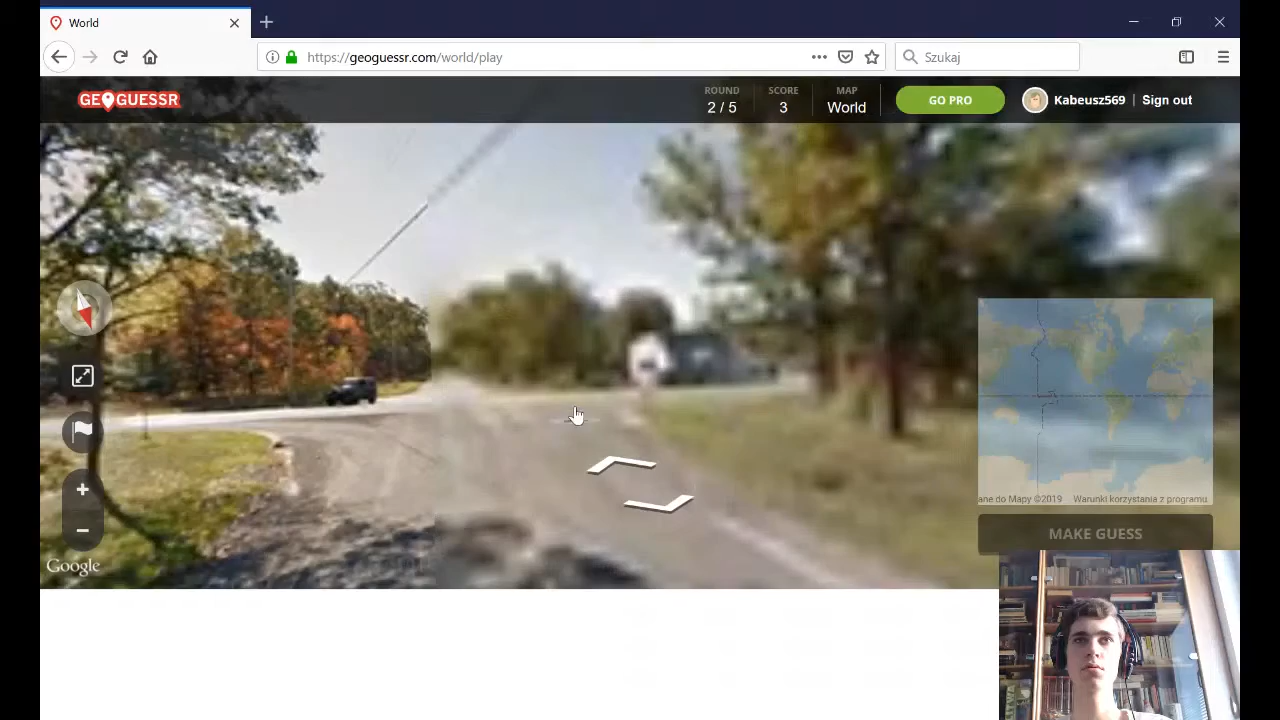 World
https://geoguessr.com/world/play
Szukaj
GEOGUESSR
ROUND
2 / 5
SCORE
3
MAP
World
GO PRO
Kabeusz569 | Sign out
ane do Mapy ©2019 Warunki korzystania z programu
MAKE GUESS
Google